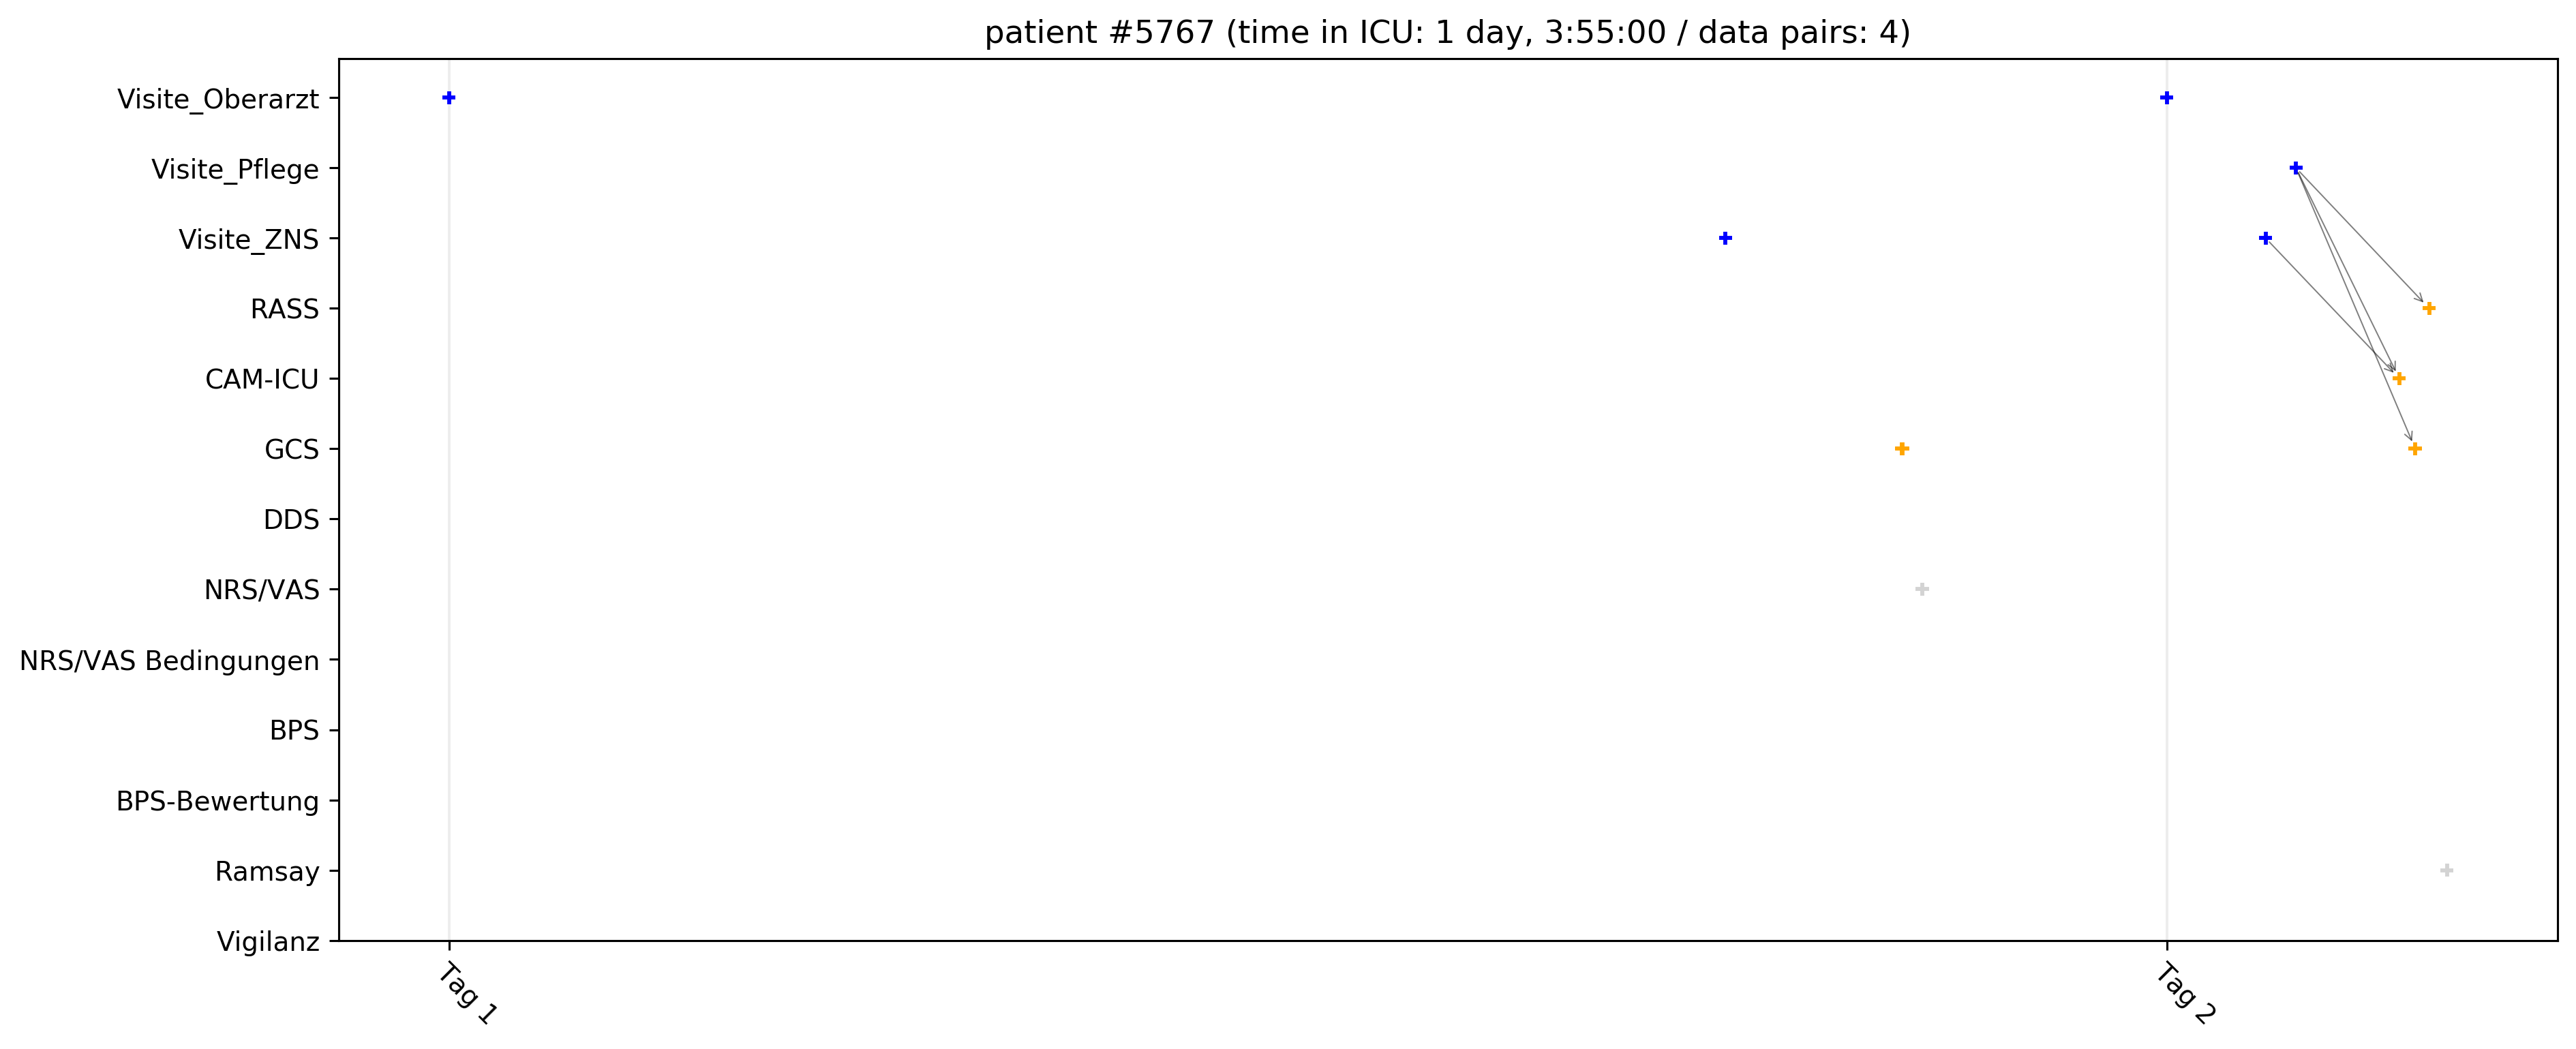 patient #5767 (time in ICU: 1 day, 3:55:00 / data pairs: 4)
Visite_Oberarzt
Visite_Pflege
Visite_ZNS
RASS
CAM-ICU
GCS
DDS
NRS/VAS
NRS/VAS Bedingungen
BPS
BPS-Bewertung
Ramsay
Vigilanz
Tag 1
Tag 2